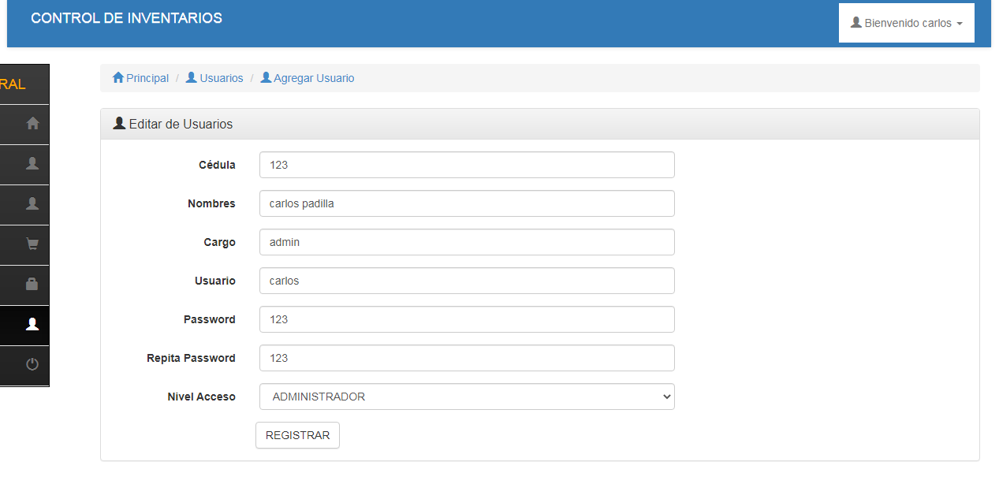 CONTROL DE INVENTARIOS
Bienvenido carlos
RAL
Principal / Usuarios / Agregar Usuario
Editar de Usuarios
Cédula 123
Nombres carlos padilla
Cargo admin
Usuario carlos
Password 123
Repita Password 123
Nivel Acceso ADMINISTRADOR
REGISTRAR